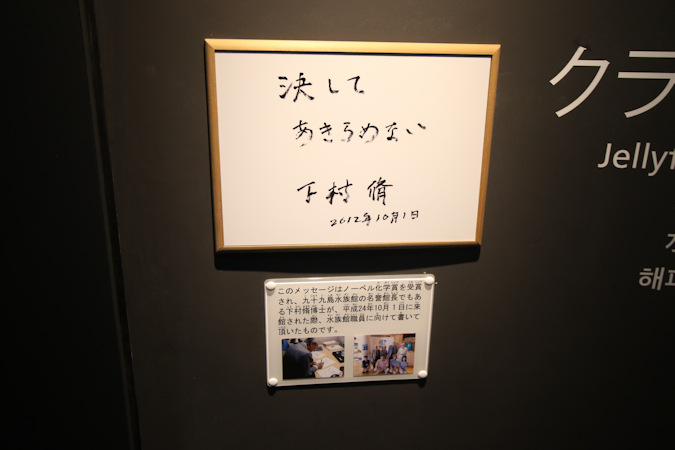 決して
あきらめない
下村 脩
2012年10月1日
このメッセージはノーベル化学賞を受賞
され、九十九島水族館の名誉館長でもあ
る下村脩博士が、平成24年10月1日に来
館された際、水族館職員に向けて書いて
頂いたものです。
クラ
Jellyf
해파